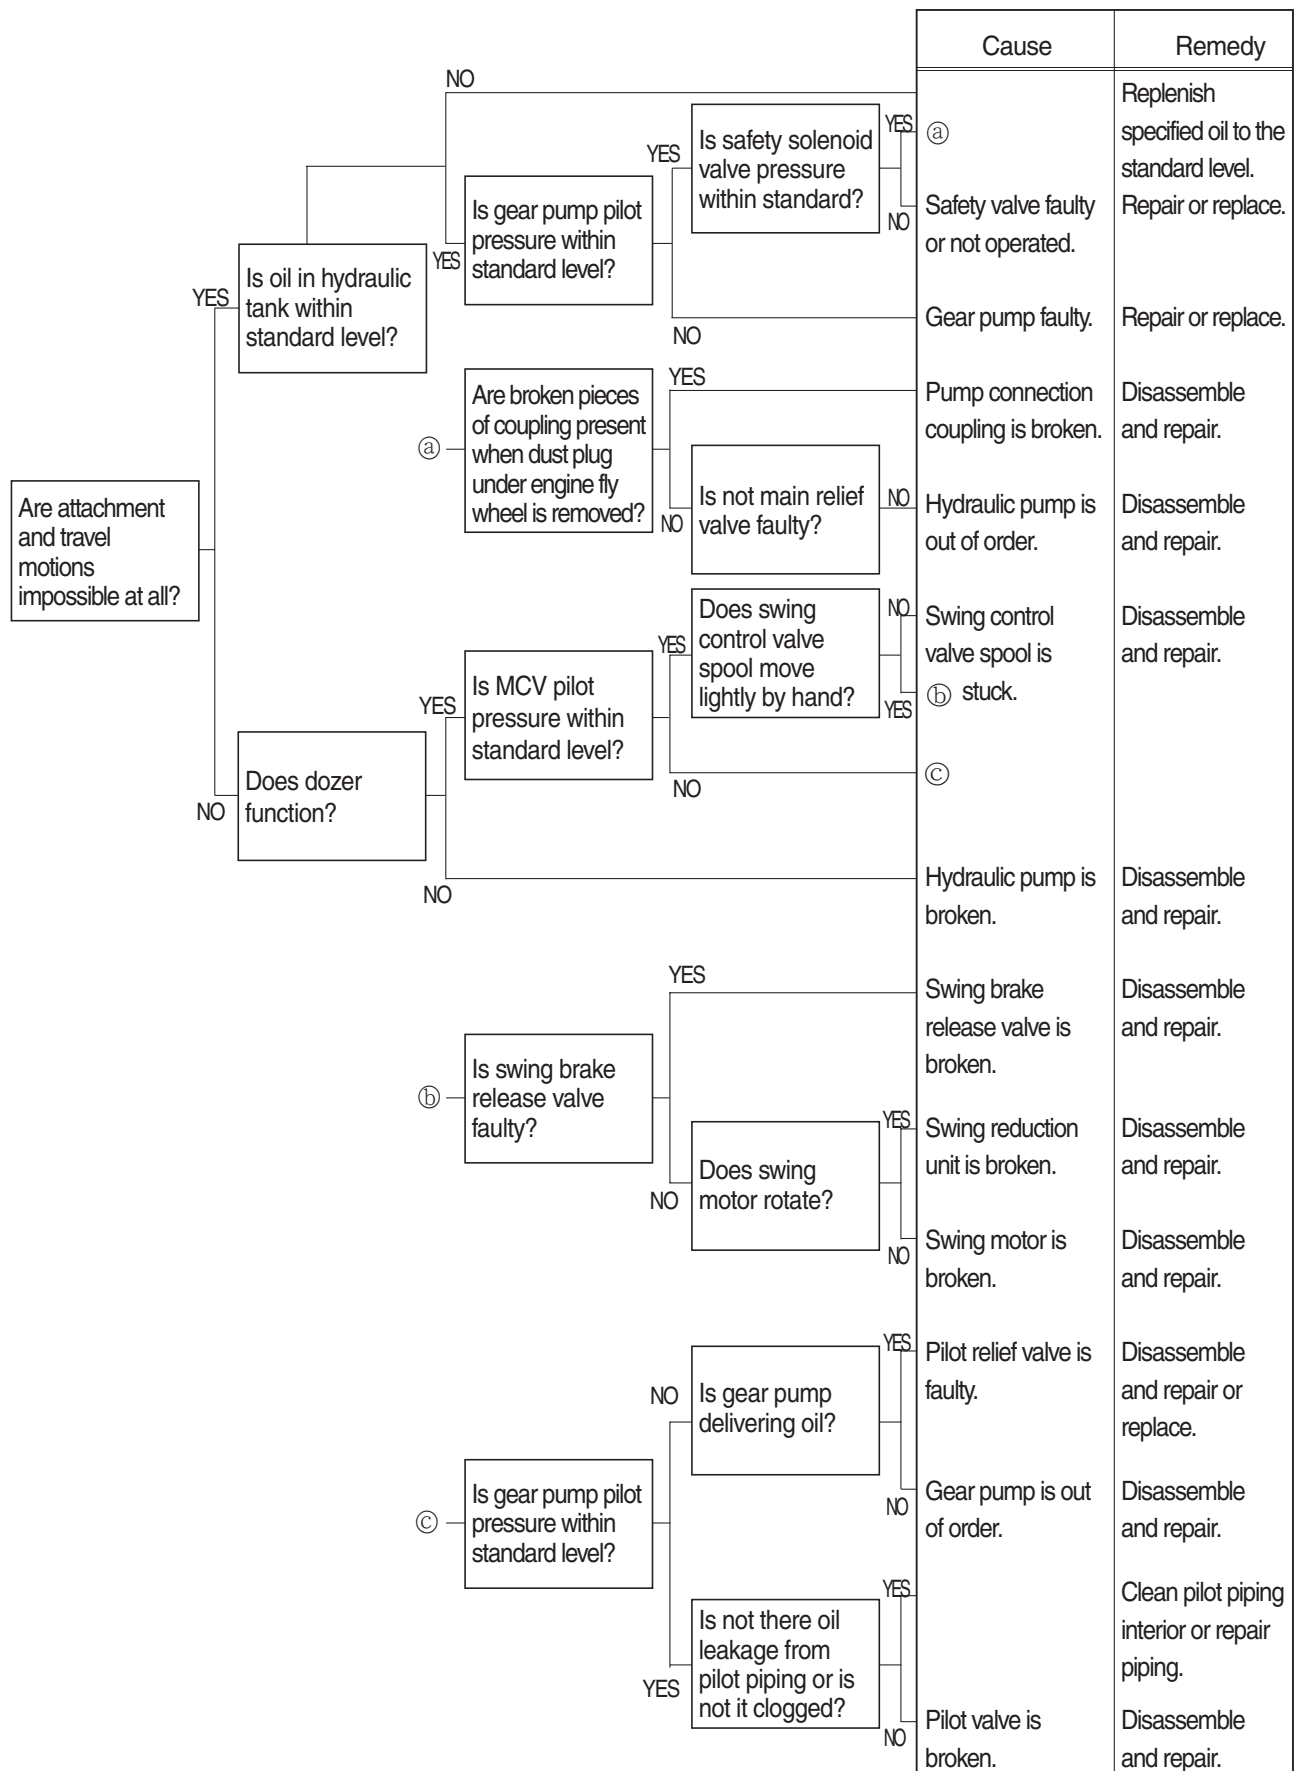 Cause
Remedy
NO
Replenish
specified oil to the
standard level.
YES
Is safety solenoid
valve pressure
within standard?
YES
ⓐ
NO
Safety valve faulty
or not operated.
Repair or replace.
Is gear pump pilot
pressure within
standard level?
YES
YES
Is oil in hydraulic
tank within
standard level?
NO
Gear pump faulty.
Repair or replace.
ⓐ
Are broken pieces
of coupling present
when dust plug
under engine fly
wheel is removed?
YES
Pump connection
coupling is broken.
Disassemble
and repair.
NO
Is not main relief
valve faulty?
NO
Hydraulic pump is
out of order.
Disassemble
and repair.
Are attachment
and travel
motions
impossible at all?
Does swing
control valve
spool move
lightly by hand?
NO
Swing control
valve spool is
ⓑ stuck.
Disassemble
and repair.
YES
YES
YES
Is MCV pilot
pressure within
standard level?
NO
ⓒ
NO
Does dozer
function?
NO
Hydraulic pump is
broken.
Disassemble
and repair.
YES
Swing brake
release valve is
broken.
Disassemble
and repair.
ⓑ
Is swing brake
release valve
faulty?
NO
Does swing
motor rotate?
YES
Swing reduction
unit is broken.
Disassemble
and repair.
NO
Swing motor is
broken.
Disassemble
and repair.
NO
Is gear pump
delivering oil?
YES
Pilot relief valve is
faulty.
Disassemble
and repair or
replace.
NO
Gear pump is out
of order.
Disassemble
and repair.
ⓒ
Is gear pump pilot
pressure within
standard level?
YES
Is not there oil
leakage from
pilot piping or is
not it clogged?
YES
Clean pilot piping
interior or repair
piping.
NO
Pilot valve is
broken.
Disassemble
and repair.